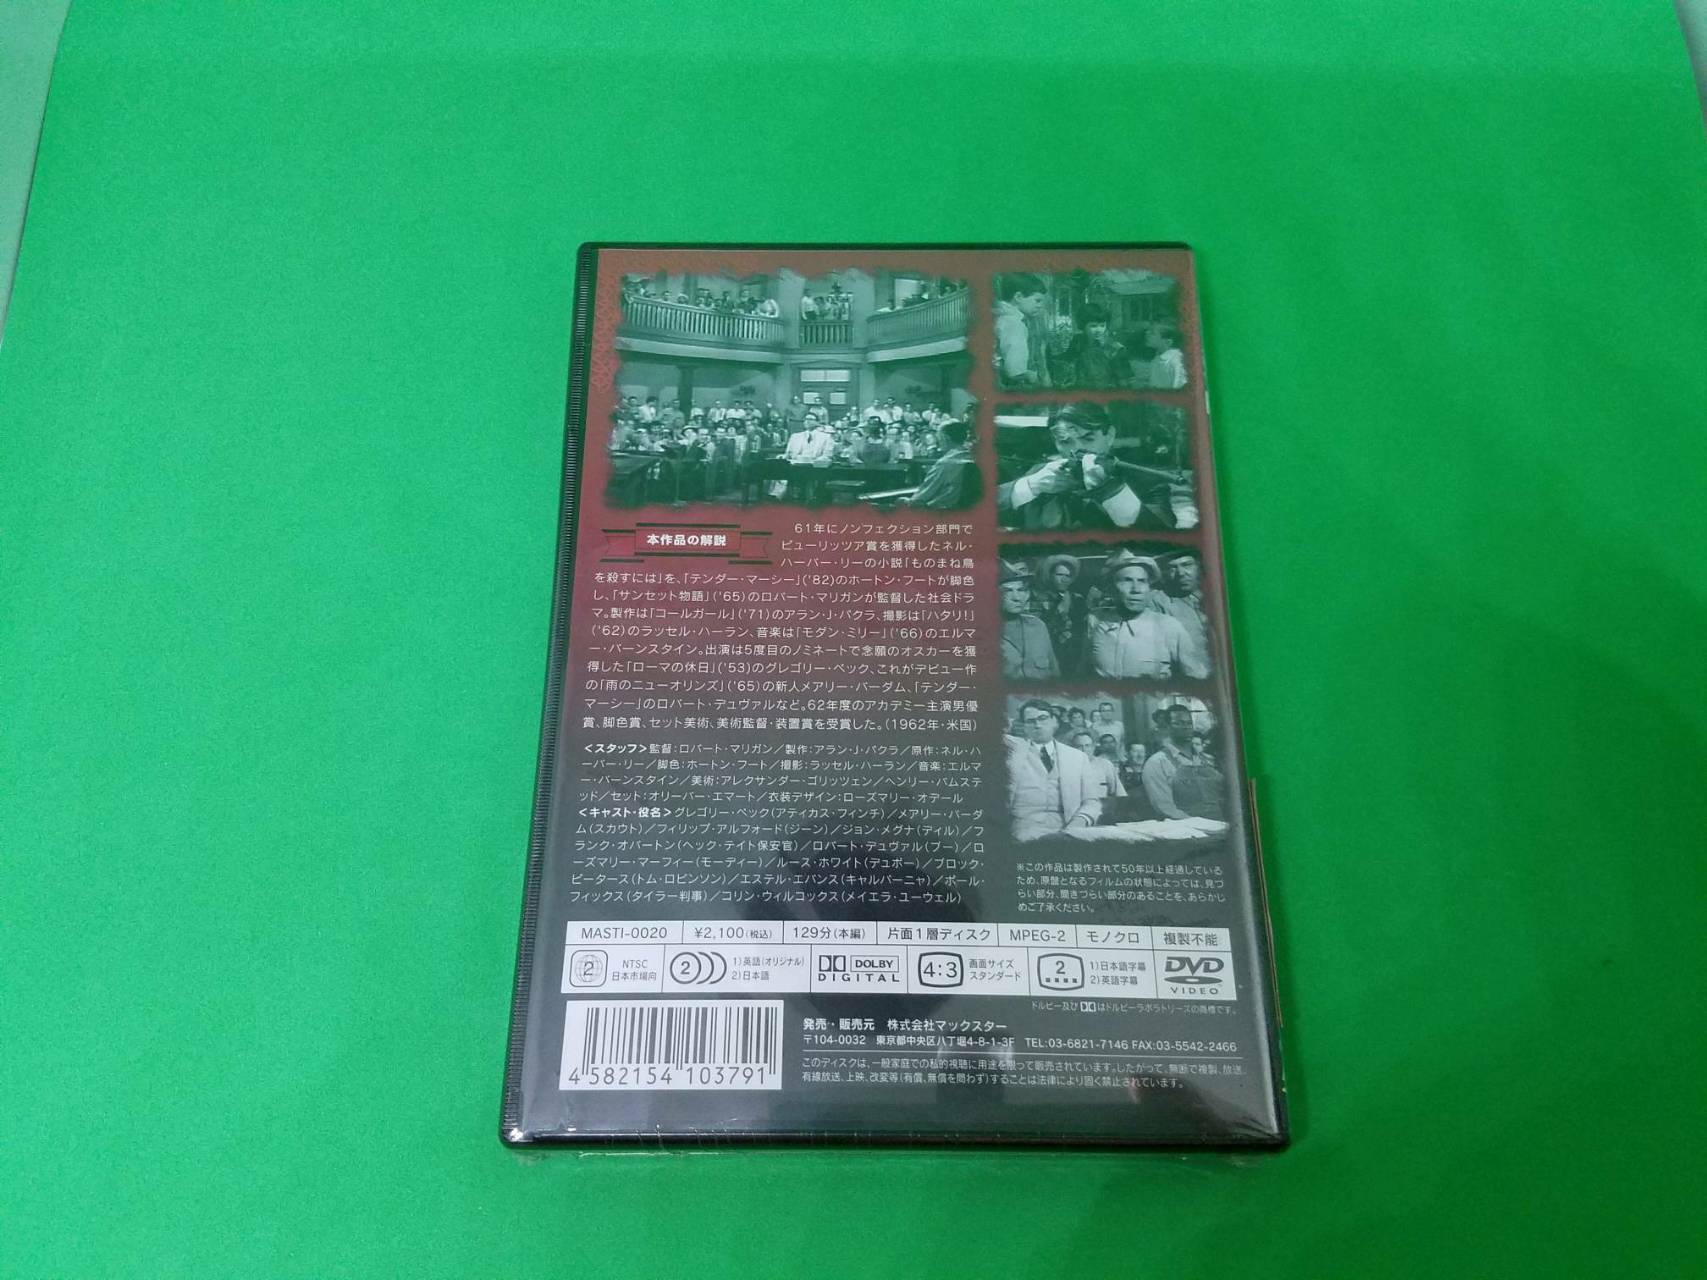 本作品の解説
61年にノンフェクション部門で
ピューリッツア賞を獲得したネル・
ハーパー・リーの小説「ものまね鳥
を殺すには」を、「テンダー・マーシー」('82)のホートン・フートが脚色
し、「サンセット物語」('65)のロバート・マリガンが監督した社会ドラ
マ。製作は「コールガール」('71)のアラン・J・パクラ、撮影は「ハタリ!」
('62)のラッセル・ハーラン、音楽は「モダン・ミリー」('66)のエルマ
ー・バーンスタイン。出演は5度目のノミネートで念願のオスカーを獲
得した「ローマの休日」('53)のグレゴリー・ペック、これがデビュー作
の「雨のニューオリンズ」('65)の新人メアリー・バーダム、「テンダー・
マーシー」のロバート・デュヴァルなど。62年度のアカデミー主演男優
賞、脚色賞、セット美術、美術監督・装置賞を受賞した。(1962年・米国)
<スタッフ>監督:ロバート・マリガン/製作:アラン・J・パクラ/原作:ネル・ハ
ーパー・リー/脚色:ホートン・フート/撮影:ラッセル・ハーラン/音楽:エルマ
ー・バーンスタイン/美術:アレクサンダー・ゴリッツェン/ヘンリー・バムステ
ッド/セット:オリーバー・エマート/衣装デザイン:ローズマリー・オデール
<キャスト・役名>グレゴリー・ペック(アティカス・フィンチ)/メアリー・バーダ
ム(スカウト)/フィリップ・アルフォード(ジーン)/ジョン・メグナ(ディル)/フ
ランク・オバートン(ヘック・テイト保安官)/ロバート・デュヴァル(ブー)/ロ
ーズマリー・マーフィー(モーディー)/ルース・ホワイト(デュボー)/ブロック・
ピータース(トム・ロビンソン)/エステル・エバンス(キャルパーニャ)/ポール・
フィックス(タイラー判事)/コリン・ウィルコックス(メイエラ・ユーウェル)
※この作品は製作されて50年以上経過している
ため、原盤となるフィルムの状態によっては、見づ
らい部分、聞きづらい部分のあることを、あらかじ
めご了承ください。
MASTI-0020 ¥2,100(税込) 129分(本編) 片面1層ディスク MPEG-2 モノクロ 複製不能
2 NTSC 日本市場向
2 1)英語(オリジナル) 2)日本語
DOLBY DIGITAL
4:3 画面サイズ スタンダード
2 1)日本語字幕 2)英語字幕
DVD VIDEO
ドルビー及びはドルビーラボラトリーズの商標です。
4 582154 103791
発売・販売元 株式会社マックスター
〒104-0032 東京都中央区八丁堀4-8-1-3F TEL:03-6821-7146 FAX:03-5542-2466
このディスクは、一般家庭での私的視聴に用途を限って販売されています。したがって、無断で複製、放送、
有線放送、上映、改変等(有償、無償を問わず)することは法律により固く禁止されています。